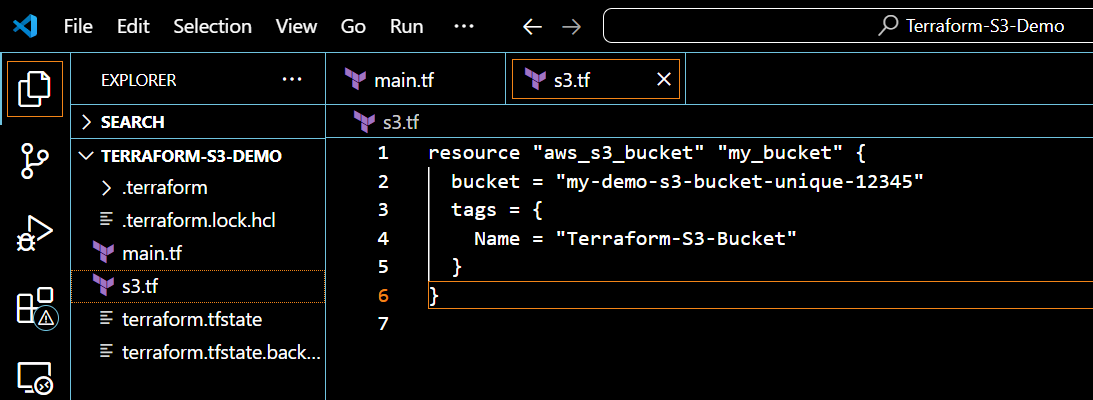 File Edit Selection View Go Run ··· ← → Terraform-S3-Demo
EXPLORER ···
SEARCH
TERRAFORM-S3-DEMO
.terraform
.terraform.lock.hcl
main.tf
s3.tf
terraform.tfstate
terraform.tfstate.back...
main.tf
s3.tf
s3.tf
1 resource "aws_s3_bucket" "my_bucket" {
2   bucket = "my-demo-s3-bucket-unique-12345"
3   tags = {
4     Name = "Terraform-S3-Bucket"
5   }
6 }
7